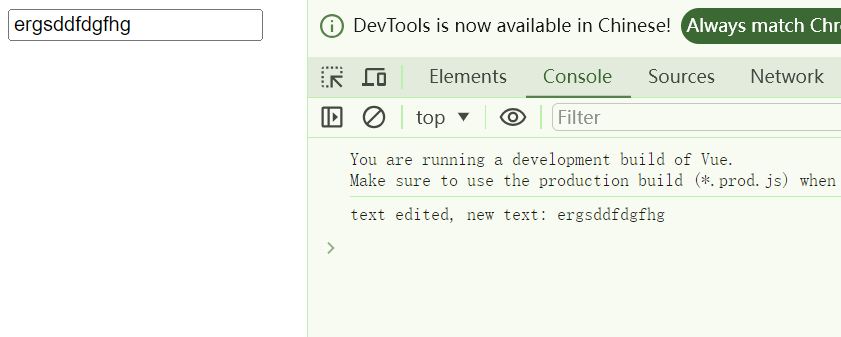 ergsddfdgfhg
DevTools is now available in Chinese!
Always match Chr
Elements
Console
Sources
Network
top
Filter
You are running a development build of Vue.
Make sure to use the production build (*.prod.js) when
text edited, new text: ergsddfdgfhg